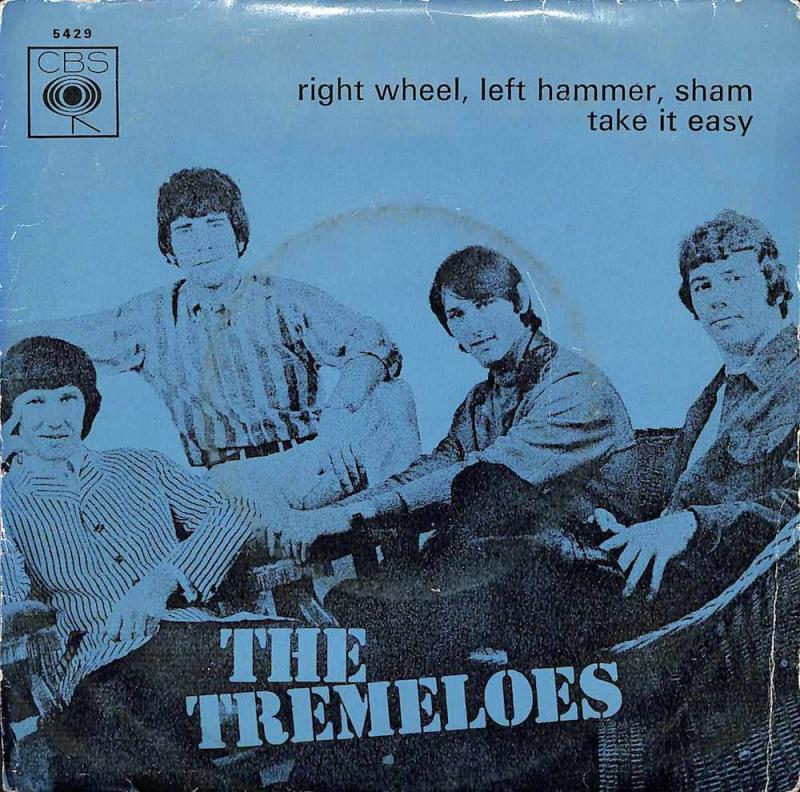 5429
CBS
right wheel, left hammer, sham
take it easy
THE
TREMELOES